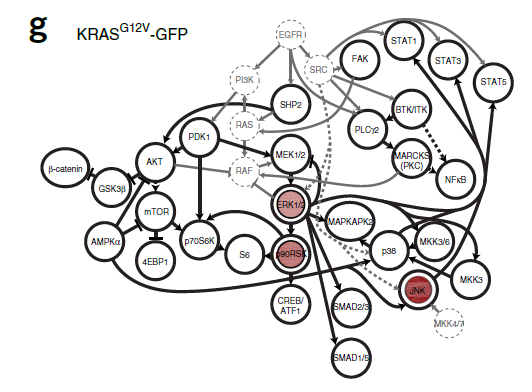 g
KRASG12V-GFP
EGFR
STAT1
SRC
FAK
STAT3
STAT5
PI3K
SHP2
BTK/ITK
RAS
PLCγ2
PDK1
MEK1/2
MARCKS
(PKC)
β-catenin
AKT
RAF
NFκB
GSK3β
ERK1/2
mTOR
MAPKAPK2
AMPKα
p70S6K
S6
p90RSK
p38
MKK3/6
4EBP1
MKK3
JNK
CREB/
ATF1
SMAD2/3
MKK4/7
SMAD1/5